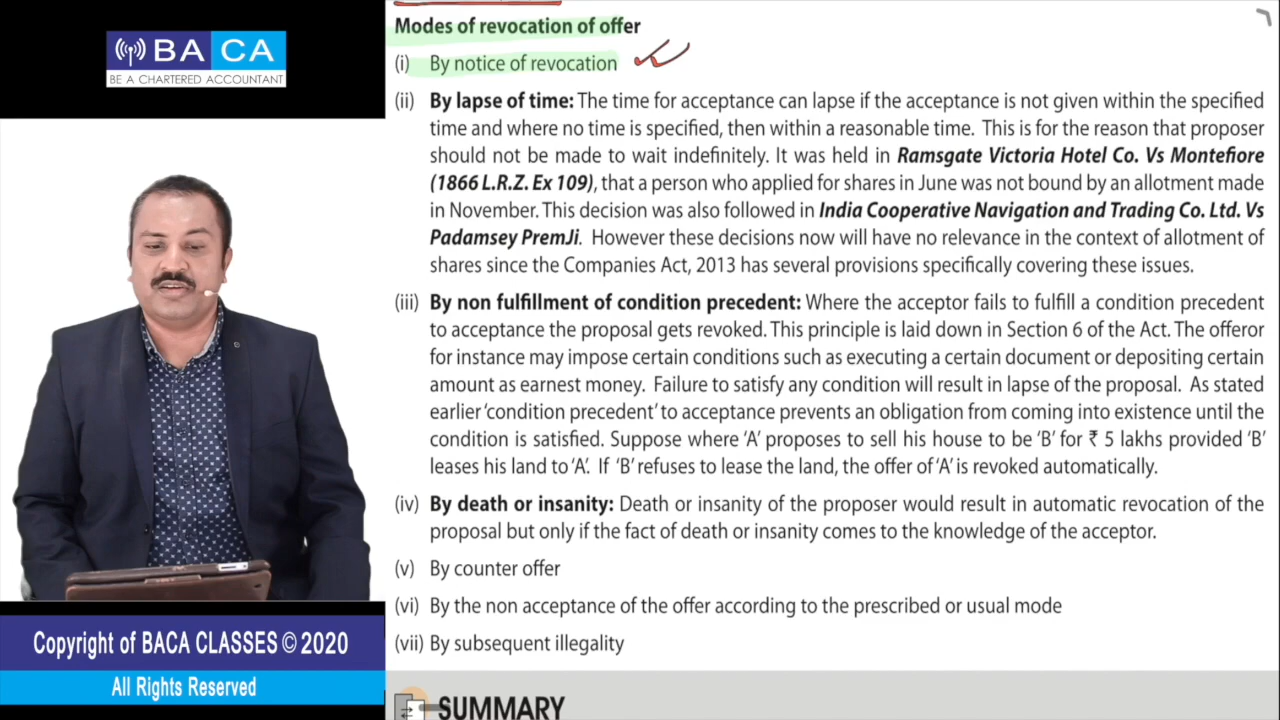 BACA
BE A CHARTERED ACCOUNTANT
Modes of revocation of offer
(i) By notice of revocation
(ii) By lapse of time: The time for acceptance can lapse if the acceptance is not given within the specified
time and where no time is specified, then within a reasonable time. This is for the reason that proposer
should not be made to wait indefinitely. It was held in Ramsgate Victoria Hotel Co. Vs Montefiore
(1866 L.R.Z. Ex 109), that a person who applied for shares in June was not bound by an allotment made
in November. This decision was also followed in India Cooperative Navigation and Trading Co. Ltd. Vs
Padamsey PremJi. However these decisions now will have no relevance in the context of allotment of
shares since the Companies Act, 2013 has several provisions specifically covering these issues.
(iii) By non fulfillment of condition precedent: Where the acceptor fails to fulfill a condition precedent
to acceptance the proposal gets revoked. This principle is laid down in Section 6 of the Act. The offeror
for instance may impose certain conditions such as executing a certain document or depositing certain
amount as earnest money. Failure to satisfy any condition will result in lapse of the proposal. As stated
earlier 'condition precedent' to acceptance prevents an obligation from coming into existence until the
condition is satisfied. Suppose where 'A' proposes to sell his house to be 'B' for ₹ 5 lakhs provided 'B'
leases his land to 'A'. If 'B' refuses to lease the land, the offer of 'A' is revoked automatically.
(iv) By death or insanity: Death or insanity of the proposer would result in automatic revocation of the
proposal but only if the fact of death or insanity comes to the knowledge of the acceptor.
(v) By counter offer
(vi) By the non acceptance of the offer according to the prescribed or usual mode
(vii) By subsequent illegality
SUMMARY
Copyright of BACA CLASSES © 2020
All Rights Reserved